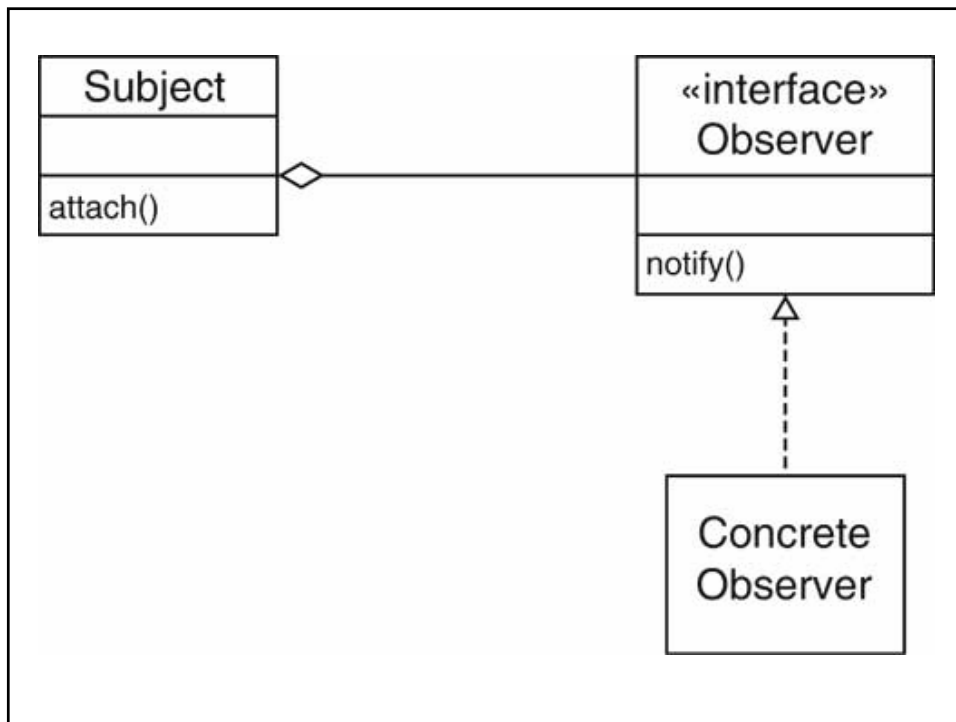 Subject
attach()
«interface»
Observer
notify()
Concrete
Observer